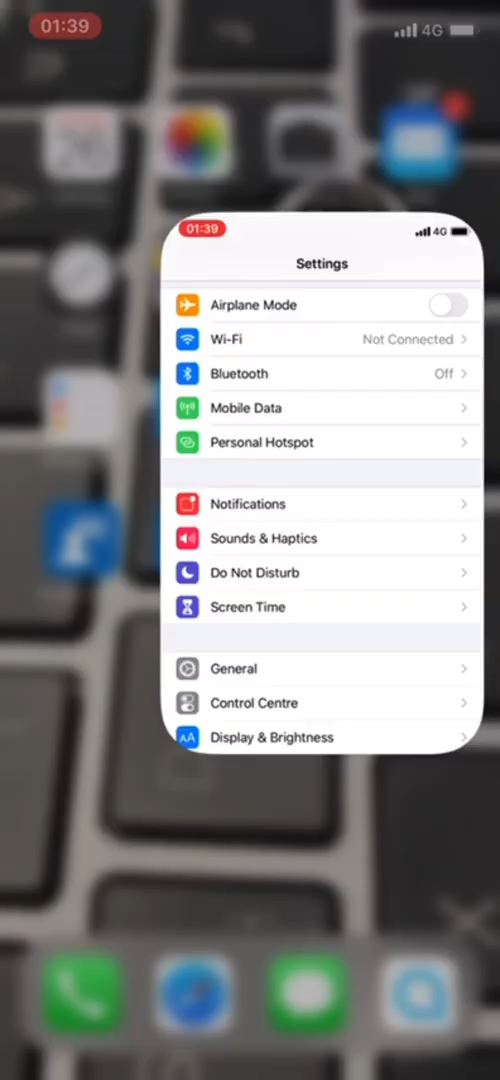 01:39
4G
01:39
4G
Settings
Airplane Mode
Wi-Fi Not Connected
Bluetooth Off
Mobile Data
Personal Hotspot
Notifications
Sounds & Haptics
Do Not Disturb
Screen Time
General
Control Centre
AA Display & Brightness